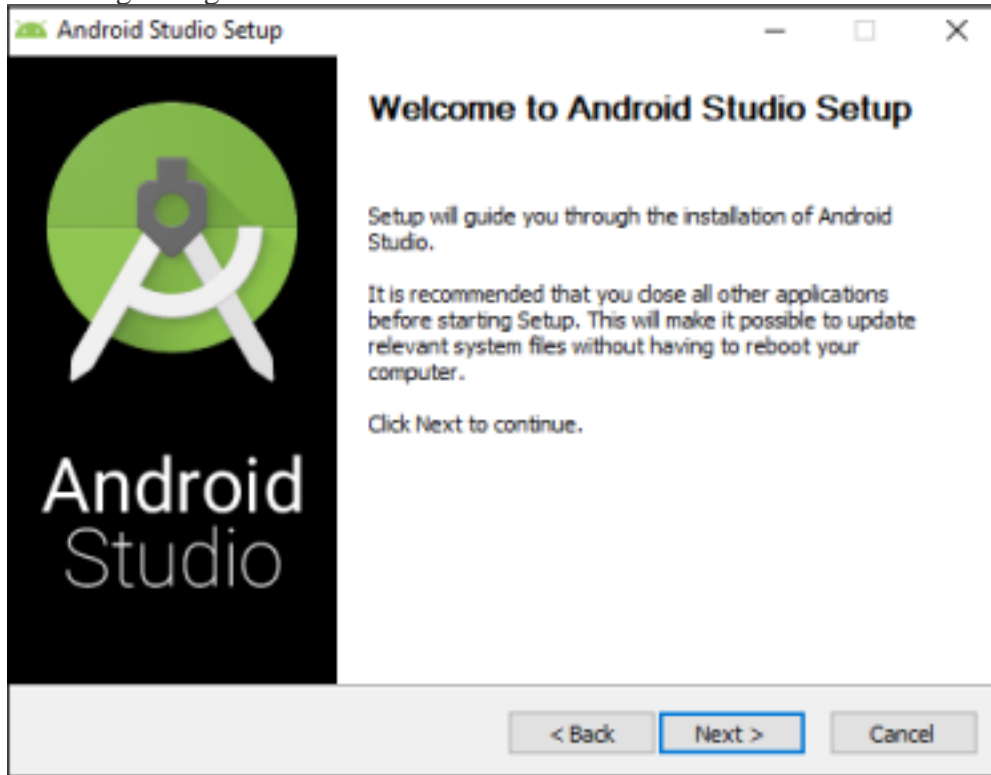 Android Studio Setup
Welcome to Android Studio Setup
Setup will guide you through the installation of Android
Studio.
It is recommended that you close all other applications
before starting Setup. This will make it possible to update
relevant system files without having to reboot your
computer.
Click Next to continue.
Android
Studio
< Back
Next >
Cancel